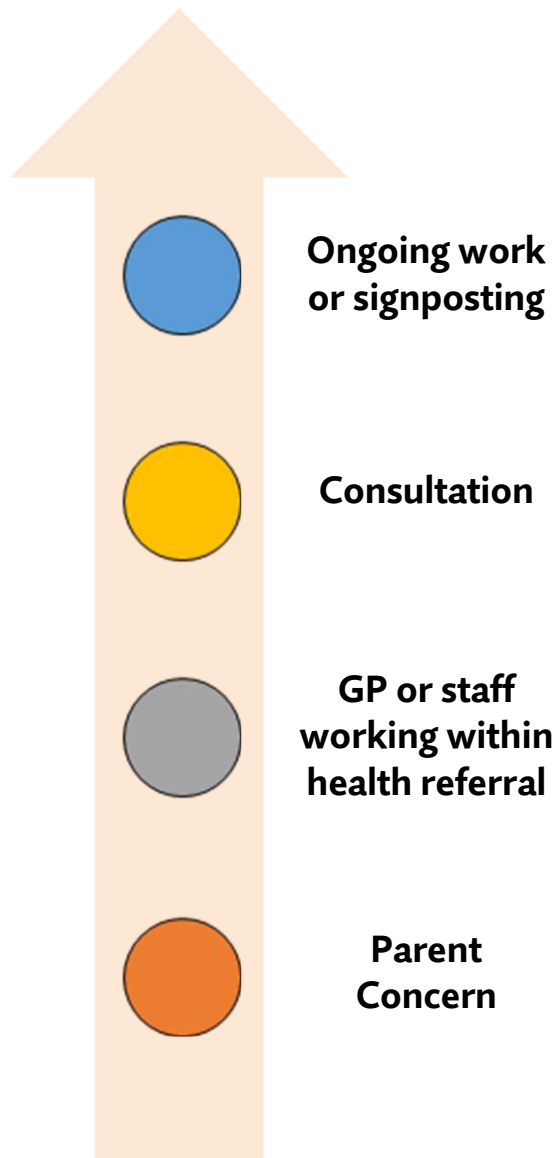 Ongoing work
or signposting
Consultation
GP or staff
working within
health referral
Parent
Concern